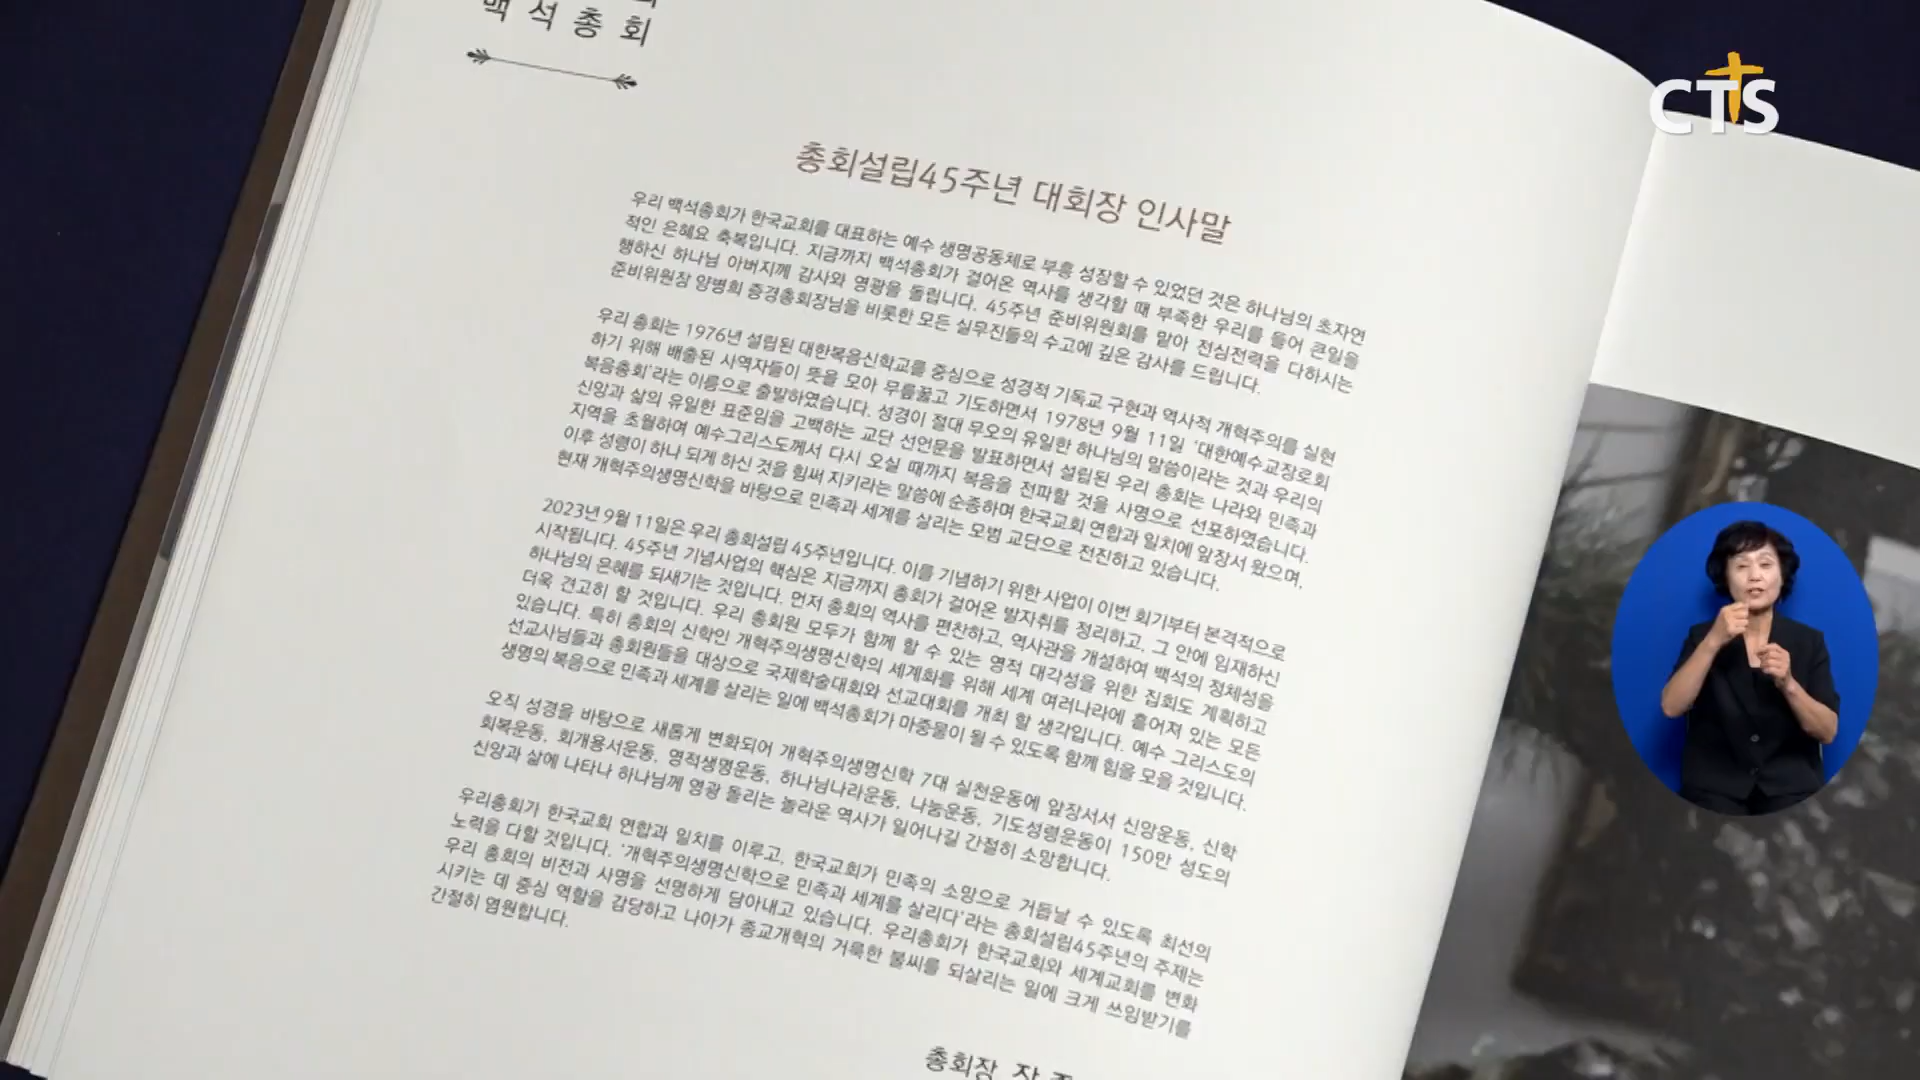 백석총회
CTS
총회설립45주년 대회장 인사말
우리 백석총회가 한국교회를 대표하는 예수 생명공동체로 부흥 성장할 수 있었던 것은 하나님의 초자연
적인 은혜요 축복입니다. 지금까지 백석총회가 걸어온 역사를 생각할 때 부족한 우리를 들어 큰일을
행하신 하나님 아버지께 감사와 영광을 돌립니다. 45주년 준비위원회를 맡아 전심전력을 다하시는
준비위원장 양병희 증경총회장님을 비롯한 모든 실무진들의 수고에 깊은 감사를 드립니다.
우리 총회는 1976년 설립된 대한복음신학교를 중심으로 성경적 기독교 구현과 역사적 개혁주의를 실현
하기 위해 배출된 사역자들이 뜻을 모아 무릎꿇고 기도하면서 1978년 9월 11일 '대한예수교장로회
복음총회'라는 이름으로 출발하였습니다. 성경이 절대 무오의 유일한 하나님의 말씀이라는 것과 우리의
신앙과 삶의 유일한 표준임을 고백하는 교단 선언문을 발표하면서 설립된 우리 총회는 나라와 민족과
지역을 초월하여 예수그리스도께서 다시 오실 때까지 복음을 전파할 것을 사명으로 선포하였습니다.
이후 성령이 하나 되게 하신 것을 힘써 지키라는 말씀에 순종하며 한국교회 연합과 일치에 앞장서 왔으며,
현재 개혁주의생명신학을 바탕으로 민족과 세계를 살리는 모범 교단으로 전진하고 있습니다.
2023년 9월 11일은 우리 총회설립 45주년입니다. 이를 기념하기 위한 사업이 이번 회기부터 본격적으로
시작됩니다. 45주년 기념사업의 핵심은 지금까지 총회가 걸어온 발자취를 정리하고, 그 안에 임재하신
하나님의 은혜를 되새기는 것입니다. 먼저 총회의 역사를 편찬하고, 역사관을 개설하여 백석의 정체성을
더욱 견고히 할 것입니다. 우리 총회원 모두가 함께 할 수 있는 영적 대각성을 위한 집회도 계획하고
있습니다. 특히 총회의 신학인 개혁주의생명신학의 세계화를 위해 세계 여러나라에 흩어져 있는 모든
선교사님들과 총회원들을 대상으로 국제학술대회와 선교대회를 개최 할 생각입니다. 예수 그리스도의
생명의 복음으로 민족과 세계를 살리는 일에 백석총회가 마중물이 될 수 있도록 함께 힘을 모을 것입니다.
오직 성경을 바탕으로 새롭게 변화되어 개혁주의생명신학 7대 실천운동에 앞장서서 신앙운동, 신학
회복운동, 회개용서운동, 영적생명운동, 하나님나라운동, 나눔운동, 기도성령운동이 150만 성도의
신앙과 삶에 나타나 하나님께 영광 돌리는 놀라운 역사가 일어나길 간절히 소망합니다.
우리총회가 한국교회 연합과 일치를 이루고, 한국교회가 민족의 소망으로 거듭날 수 있도록 최선의
노력을 다할 것입니다. '개혁주의생명신학으로 민족과 세계를 살리다'라는 총회설립45주년의 주제는
우리 총회의 비전과 사명을 선명하게 담아내고 있습니다. 우리총회가 한국교회와 세계교회를 변화
시키는 데 중심 역할을 감당하고 나아가 종교개혁의 거룩한 불씨를 되살리는 일에 크게 쓰임받기를
간절히 염원합니다.
총회장 장